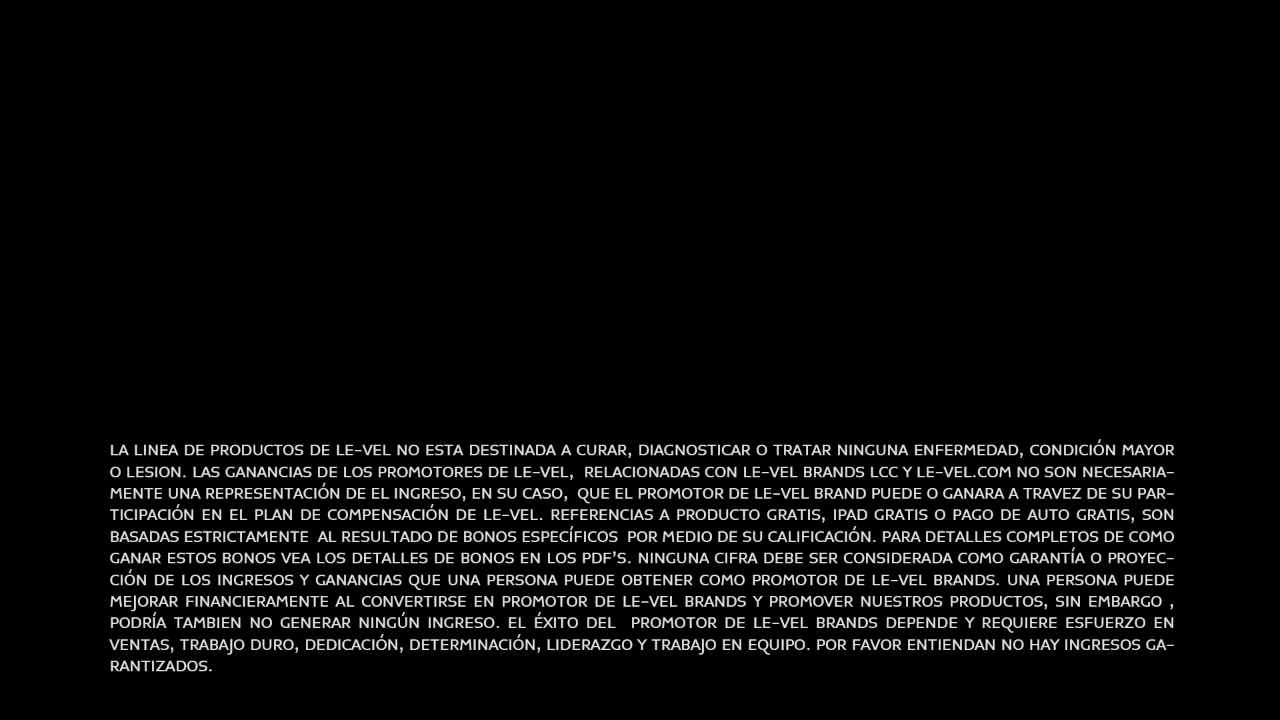 LA LINEA DE PRODUCTOS DE LE-VEL NO ESTA DESTINADA A CURAR, DIAGNOSTICAR O TRATAR NINGUNA ENFERMEDAD, CONDICIÓN MAYOR
O LESION. LAS GANANCIAS DE LOS PROMOTORES DE LE-VEL, RELACIONADAS CON LE-VEL BRANDS LCC Y LE-VEL.COM NO SON NECESARIA-
MENTE UNA REPRESENTACIÓN DE EL INGRESO, EN SU CASO, QUE EL PROMOTOR DE LE-VEL BRAND PUEDE O GANARA A TRAVEZ DE SU PAR-
TICIPACIÓN EN EL PLAN DE COMPENSACIÓN DE LE-VEL. REFERENCIAS A PRODUCTO GRATIS, IPAD GRATIS O PAGO DE AUTO GRATIS, SON
BASADAS ESTRICTAMENTE AL RESULTADO DE BONOS ESPECÍFICOS POR MEDIO DE SU CALIFICACIÓN. PARA DETALLES COMPLETOS DE COMO
GANAR ESTOS BONOS VEA LOS DETALLES DE BONOS EN LOS PDF'S. NINGUNA CIFRA DEBE SER CONSIDERADA COMO GARANTÍA O PROYEC-
CIÓN DE LOS INGRESOS Y GANANCIAS QUE UNA PERSONA PUEDE OBTENER COMO PROMOTOR DE LE-VEL BRANDS. UNA PERSONA PUEDE
MEJORAR FINANCIERAMENTE AL CONVERTIRSE EN PROMOTOR DE LE-VEL BRANDS Y PROMOVER NUESTROS PRODUCTOS, SIN EMBARGO ,
PODRÍA TAMBIEN NO GENERAR NINGÚN INGRESO. EL ÉXITO DEL PROMOTOR DE LE-VEL BRANDS DEPENDE Y REQUIERE ESFUERZO EN
VENTAS, TRABAJO DURO, DEDICACIÓN, DETERMINACIÓN, LIDERAZGO Y TRABAJO EN EQUIPO. POR FAVOR ENTIENDAN NO HAY INGRESOS GA-
RANTIZADOS.